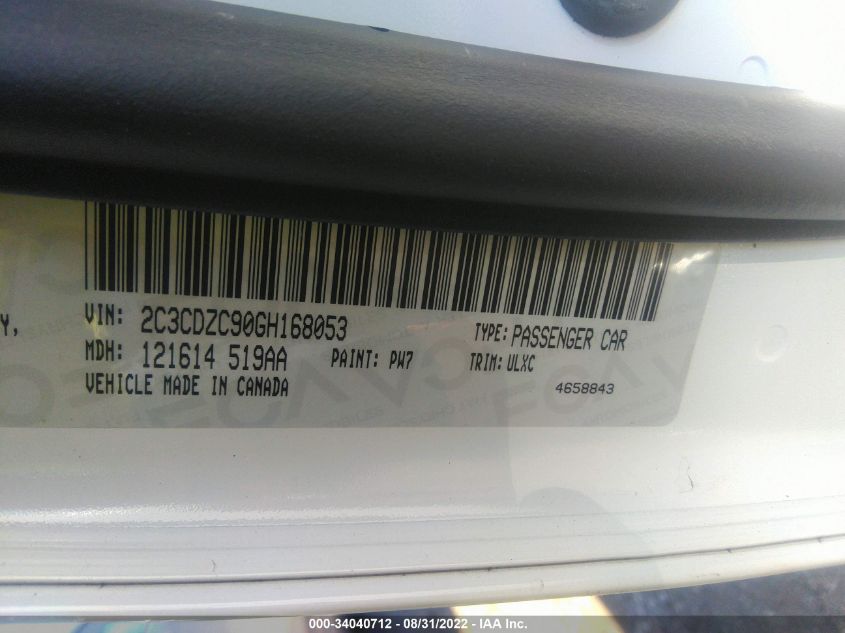 Y,
VIN: 2C3CDZC90GH168053
TYPE: PASSENGER CAR
MDH: 121614 519AA
PAINT: PW7
TRIM: ULXC
VEHICLE MADE IN CANADA
4658843
000-34040712 - 08/31/2022 - IAA Inc.